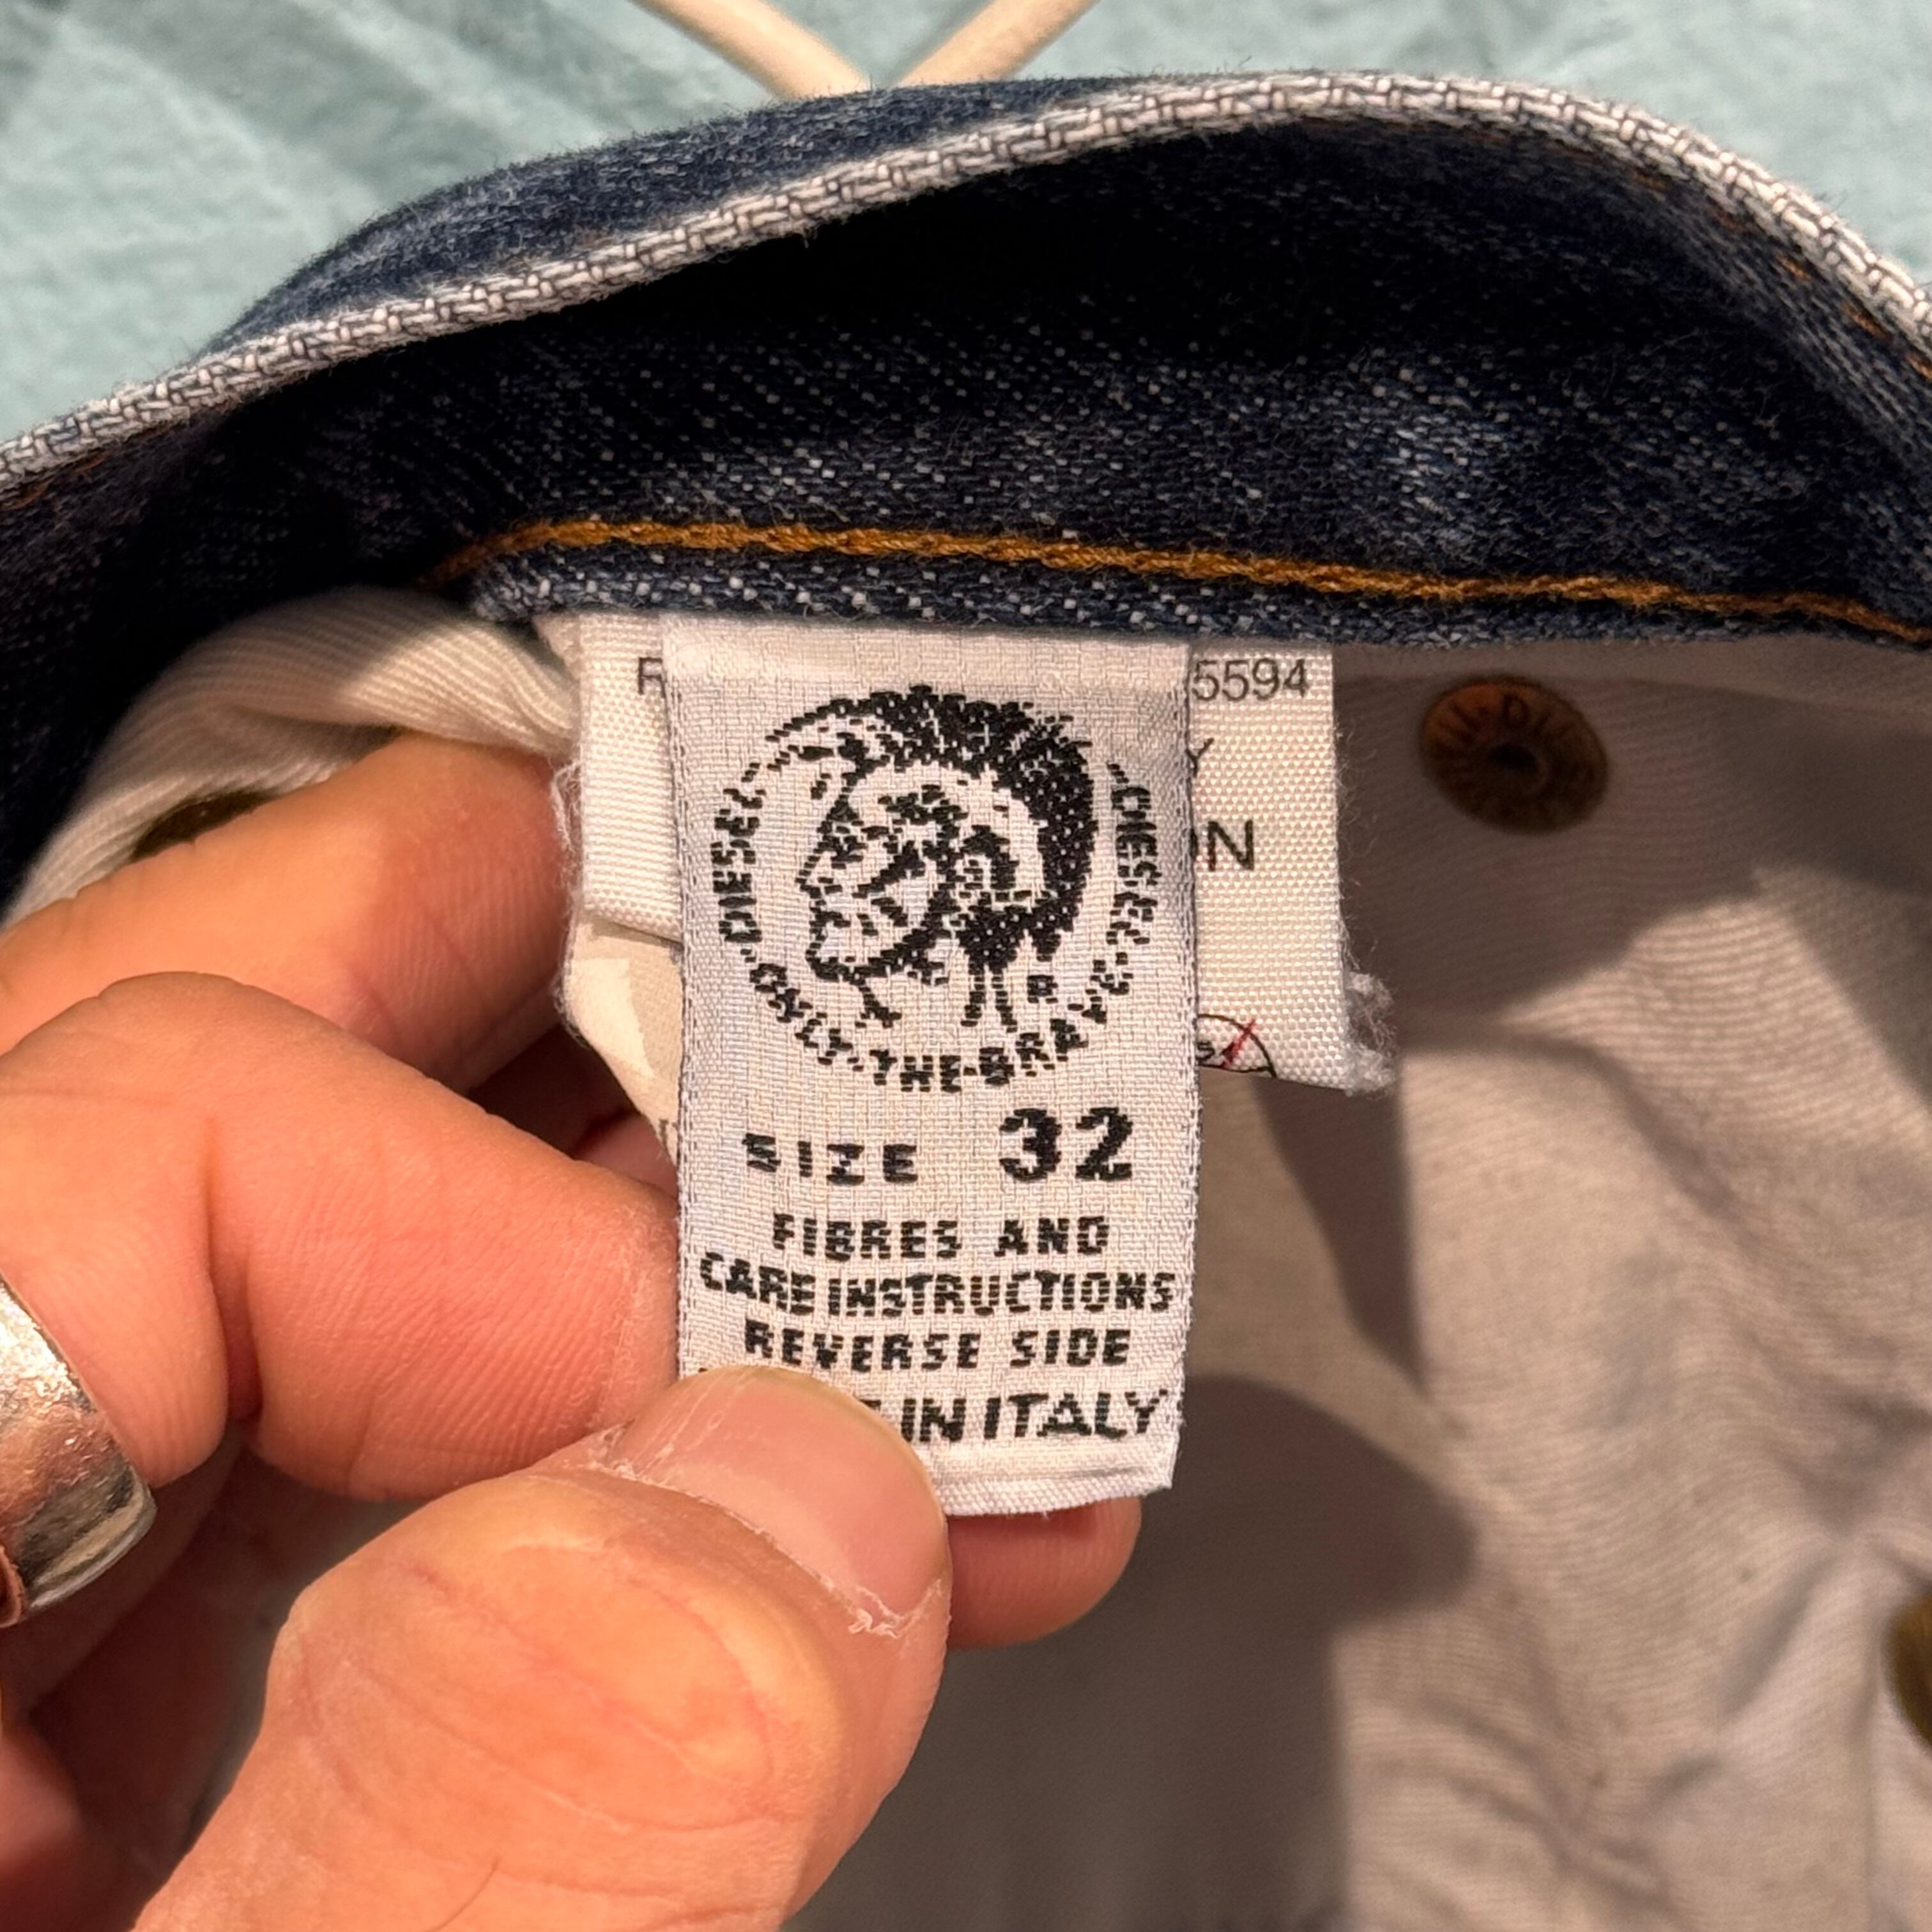 5594
DIESEL·ONLY·THE·BRAVE·DIESEL
R
SIZE 32
FIBRES AND
CARE INSTRUCTIONS
REVERSE SIDE
IN ITALY